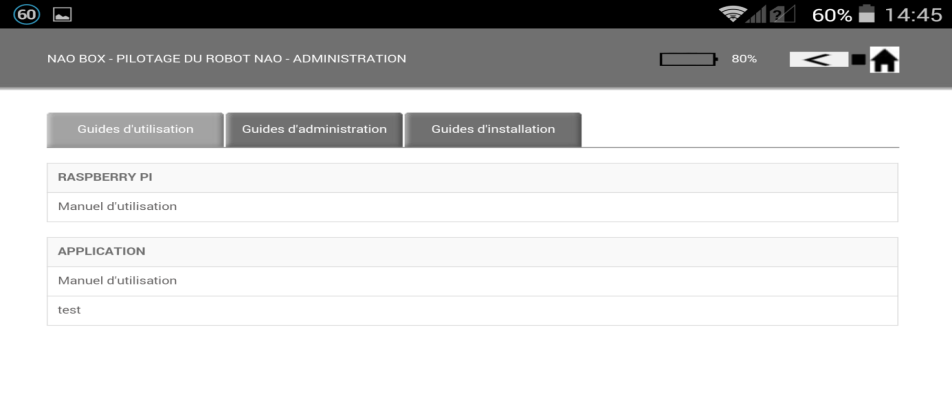 60 60% 14:45
NAO BOX - PILOTAGE DU ROBOT NAO - ADMINISTRATION 80%
Guides d'utilisation Guides d'administration Guides d'installation
RASPBERRY PI
Manuel d'utilisation
APPLICATION
Manuel d'utilisation
test